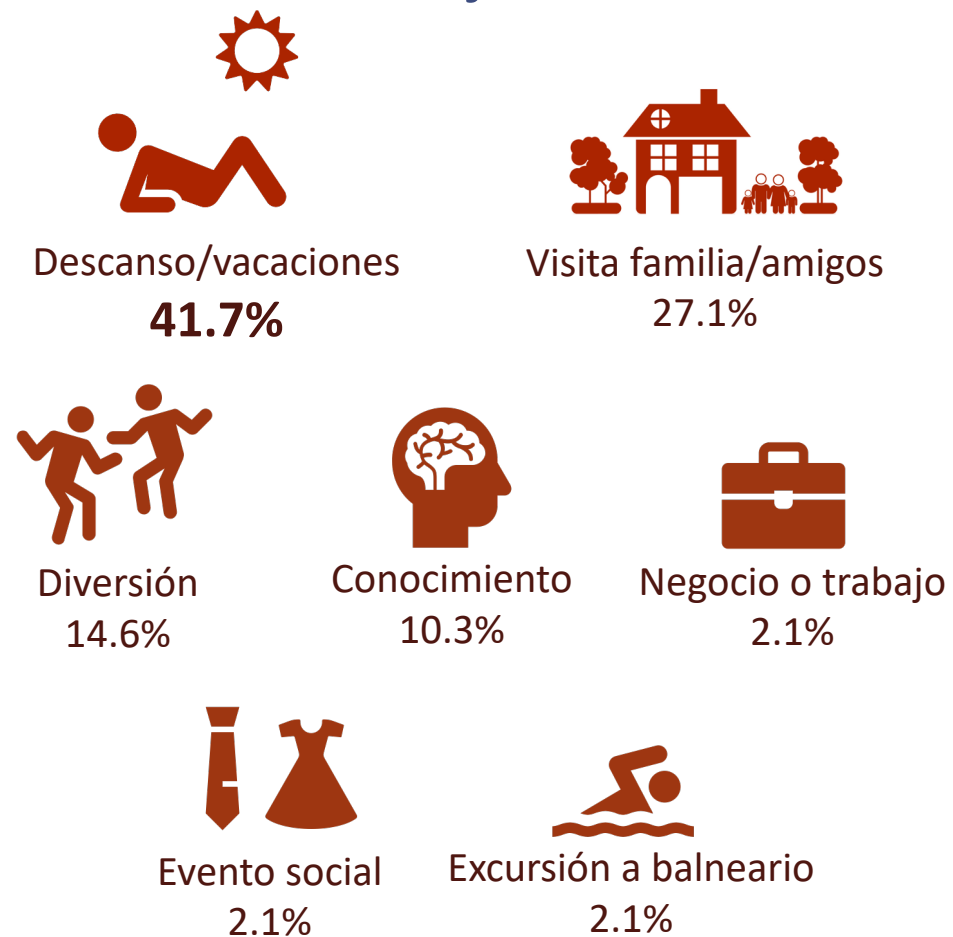 Descanso/vacaciones
41.7%
Visita familia/amigos
27.1%
Diversión
14.6%
Conocimiento
10.3%
Negocio o trabajo
2.1%
Evento social
2.1%
Excursión a balneario
2.1%